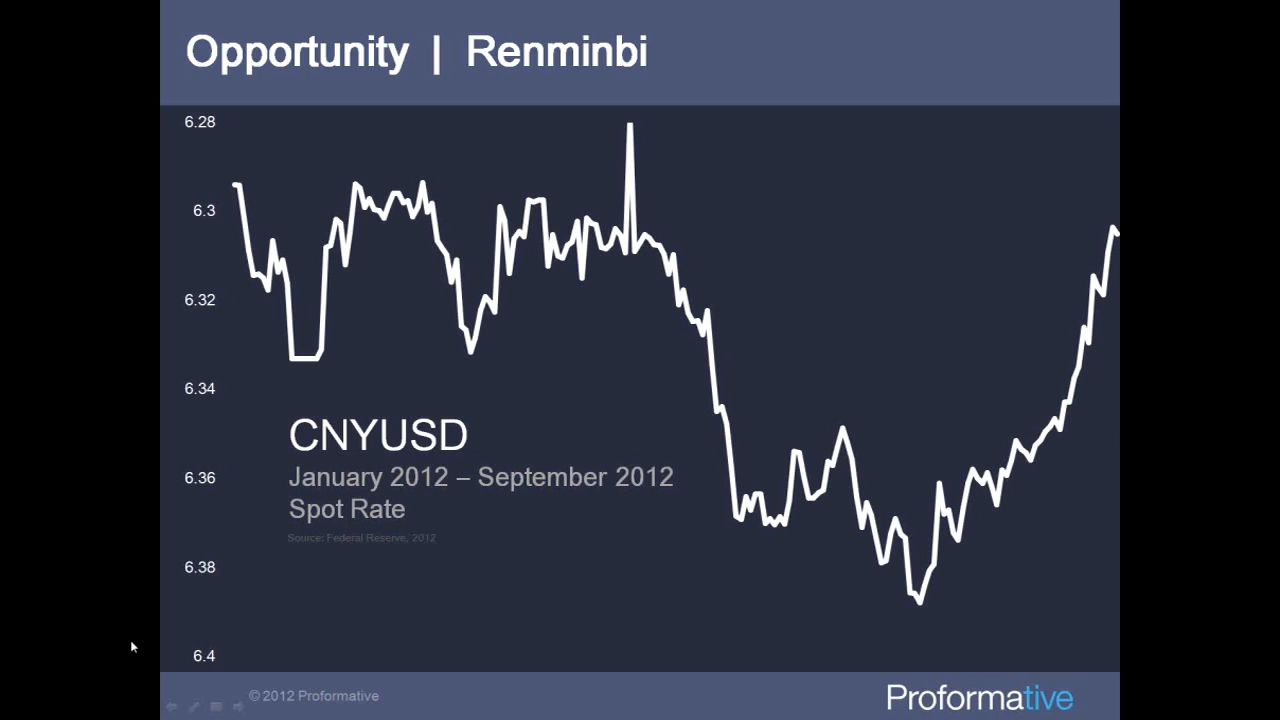 Opportunity | Renminbi
6.28
6.3
6.32
6.34
6.36
6.38
6.4
CNYUSD
January 2012 – September 2012
Spot Rate
Source: Federal Reserve, 2012
© 2012 Proformative
Proformative